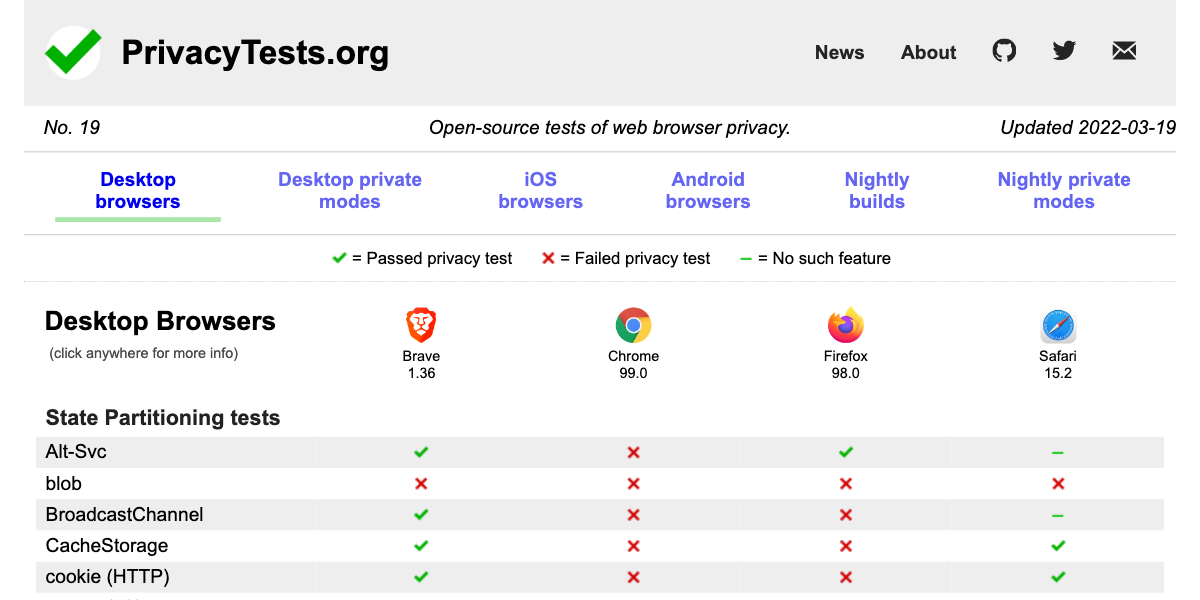 PrivacyTests.org
News About
No. 19 Open-source tests of web browser privacy. Updated 2022-03-19
Desktop browsers Desktop private modes iOS browsers Android browsers Nightly builds Nightly private modes
= Passed privacy test = Failed privacy test = No such feature
Desktop Browsers
(click anywhere for more info)
Brave Chrome Firefox Safari
1.36 99.0 98.0 15.2
State Partitioning tests
Alt-Svc
blob
BroadcastChannel
CacheStorage
cookie (HTTP)